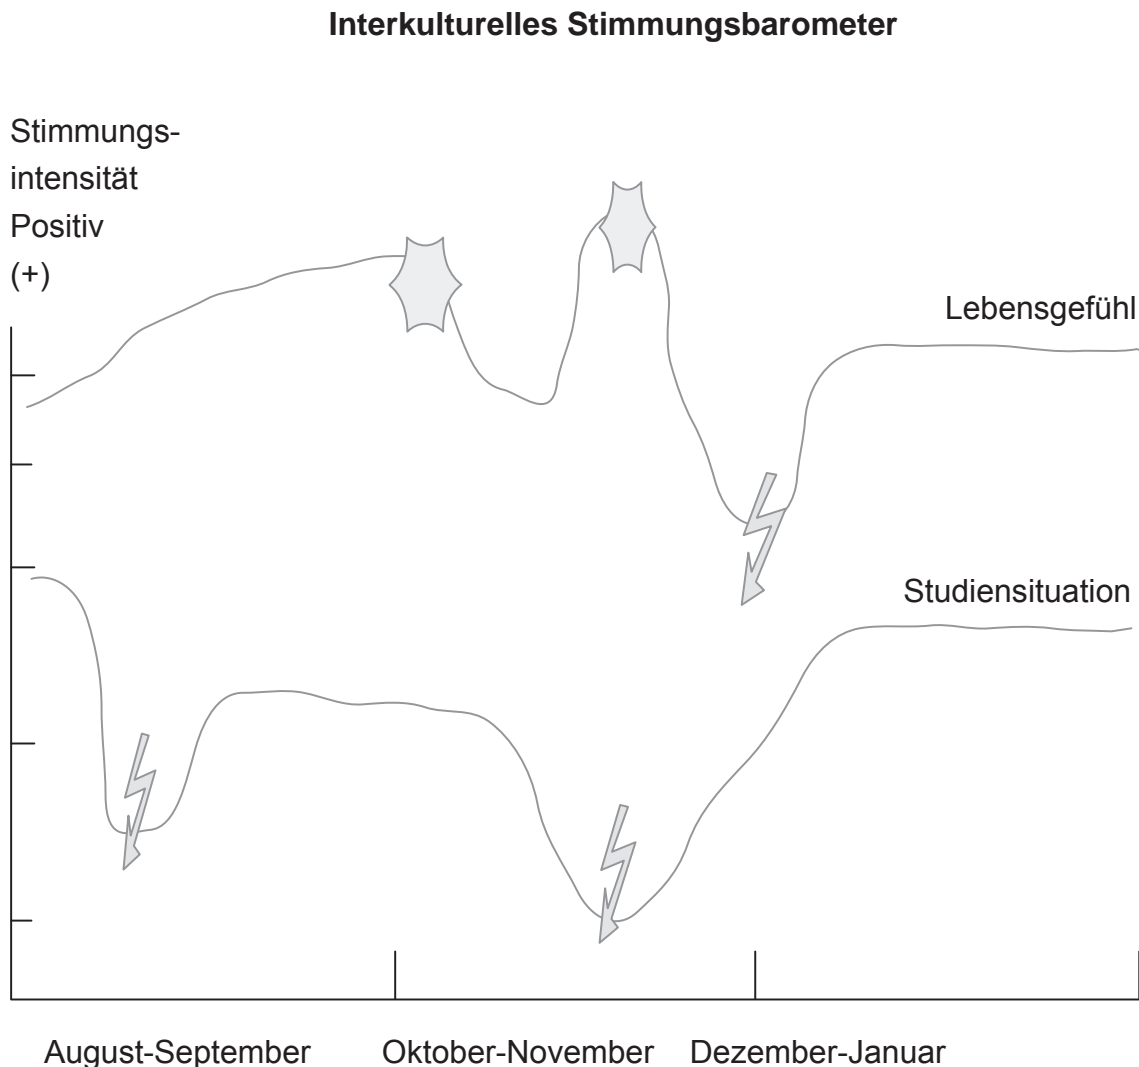 Interkulturelles Stimmungsbarometer
Stimmungs-
intensität
Positiv
(+)
Lebensgefühl
Studiensituation
August-September
Oktober-November
Dezember-Januar